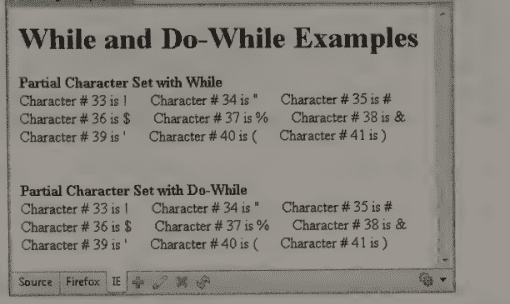 While and Do-While Examples
Partial Character Set with While
Character # 33 is ! Character # 34 is " Character # 35 is #
Character # 36 is $ Character # 37 is % Character # 38 is &
Character # 39 is ' Character # 40 is ( Character # 41 is )
Partial Character Set with Do-While
Character # 33 is ! Character # 34 is " Character # 35 is #
Character # 36 is $ Character # 37 is % Character # 38 is &
Character # 39 is ' Character # 40 is ( Character # 41 is )
Source Firefox IE